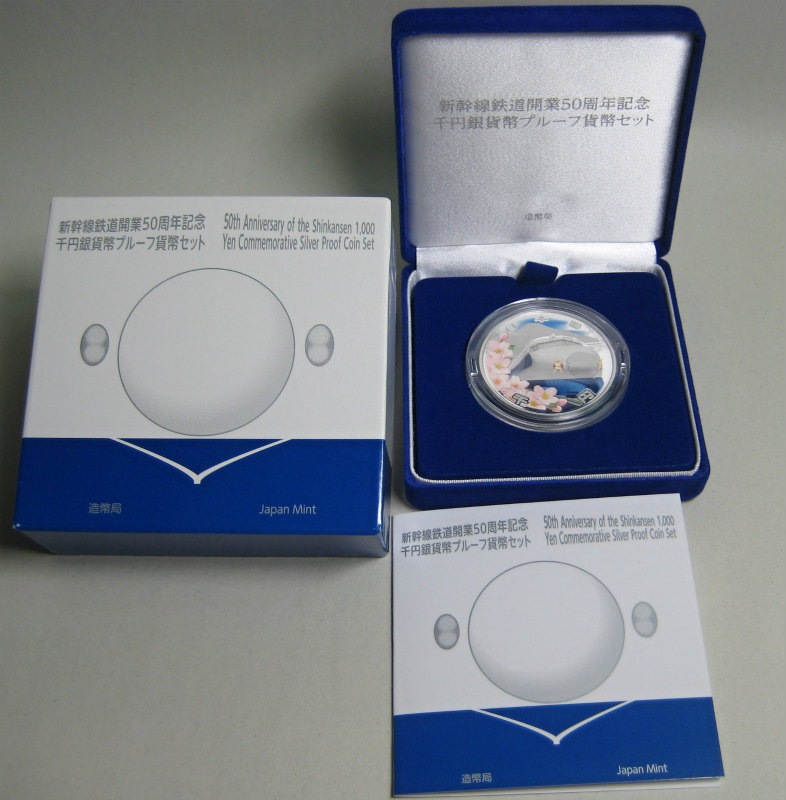 新幹線鉄道開業50周年記念
千円銀貨幣プルーフ貨幣セット
造幣局
新幹線鉄道開業50周年記念
千円銀貨幣プルーフ貨幣セット
50th Anniversary of the Shinkansen 1,000
Yen Commemorative Silver Proof Coin Set
造幣局
Japan Mint
千円
新幹線鉄道開業50周年記念
千円銀貨幣プルーフ貨幣セット
50th Anniversary of the Shinkansen 1,000
Yen Commemorative Silver Proof Coin Set
造幣局
Japan Mint